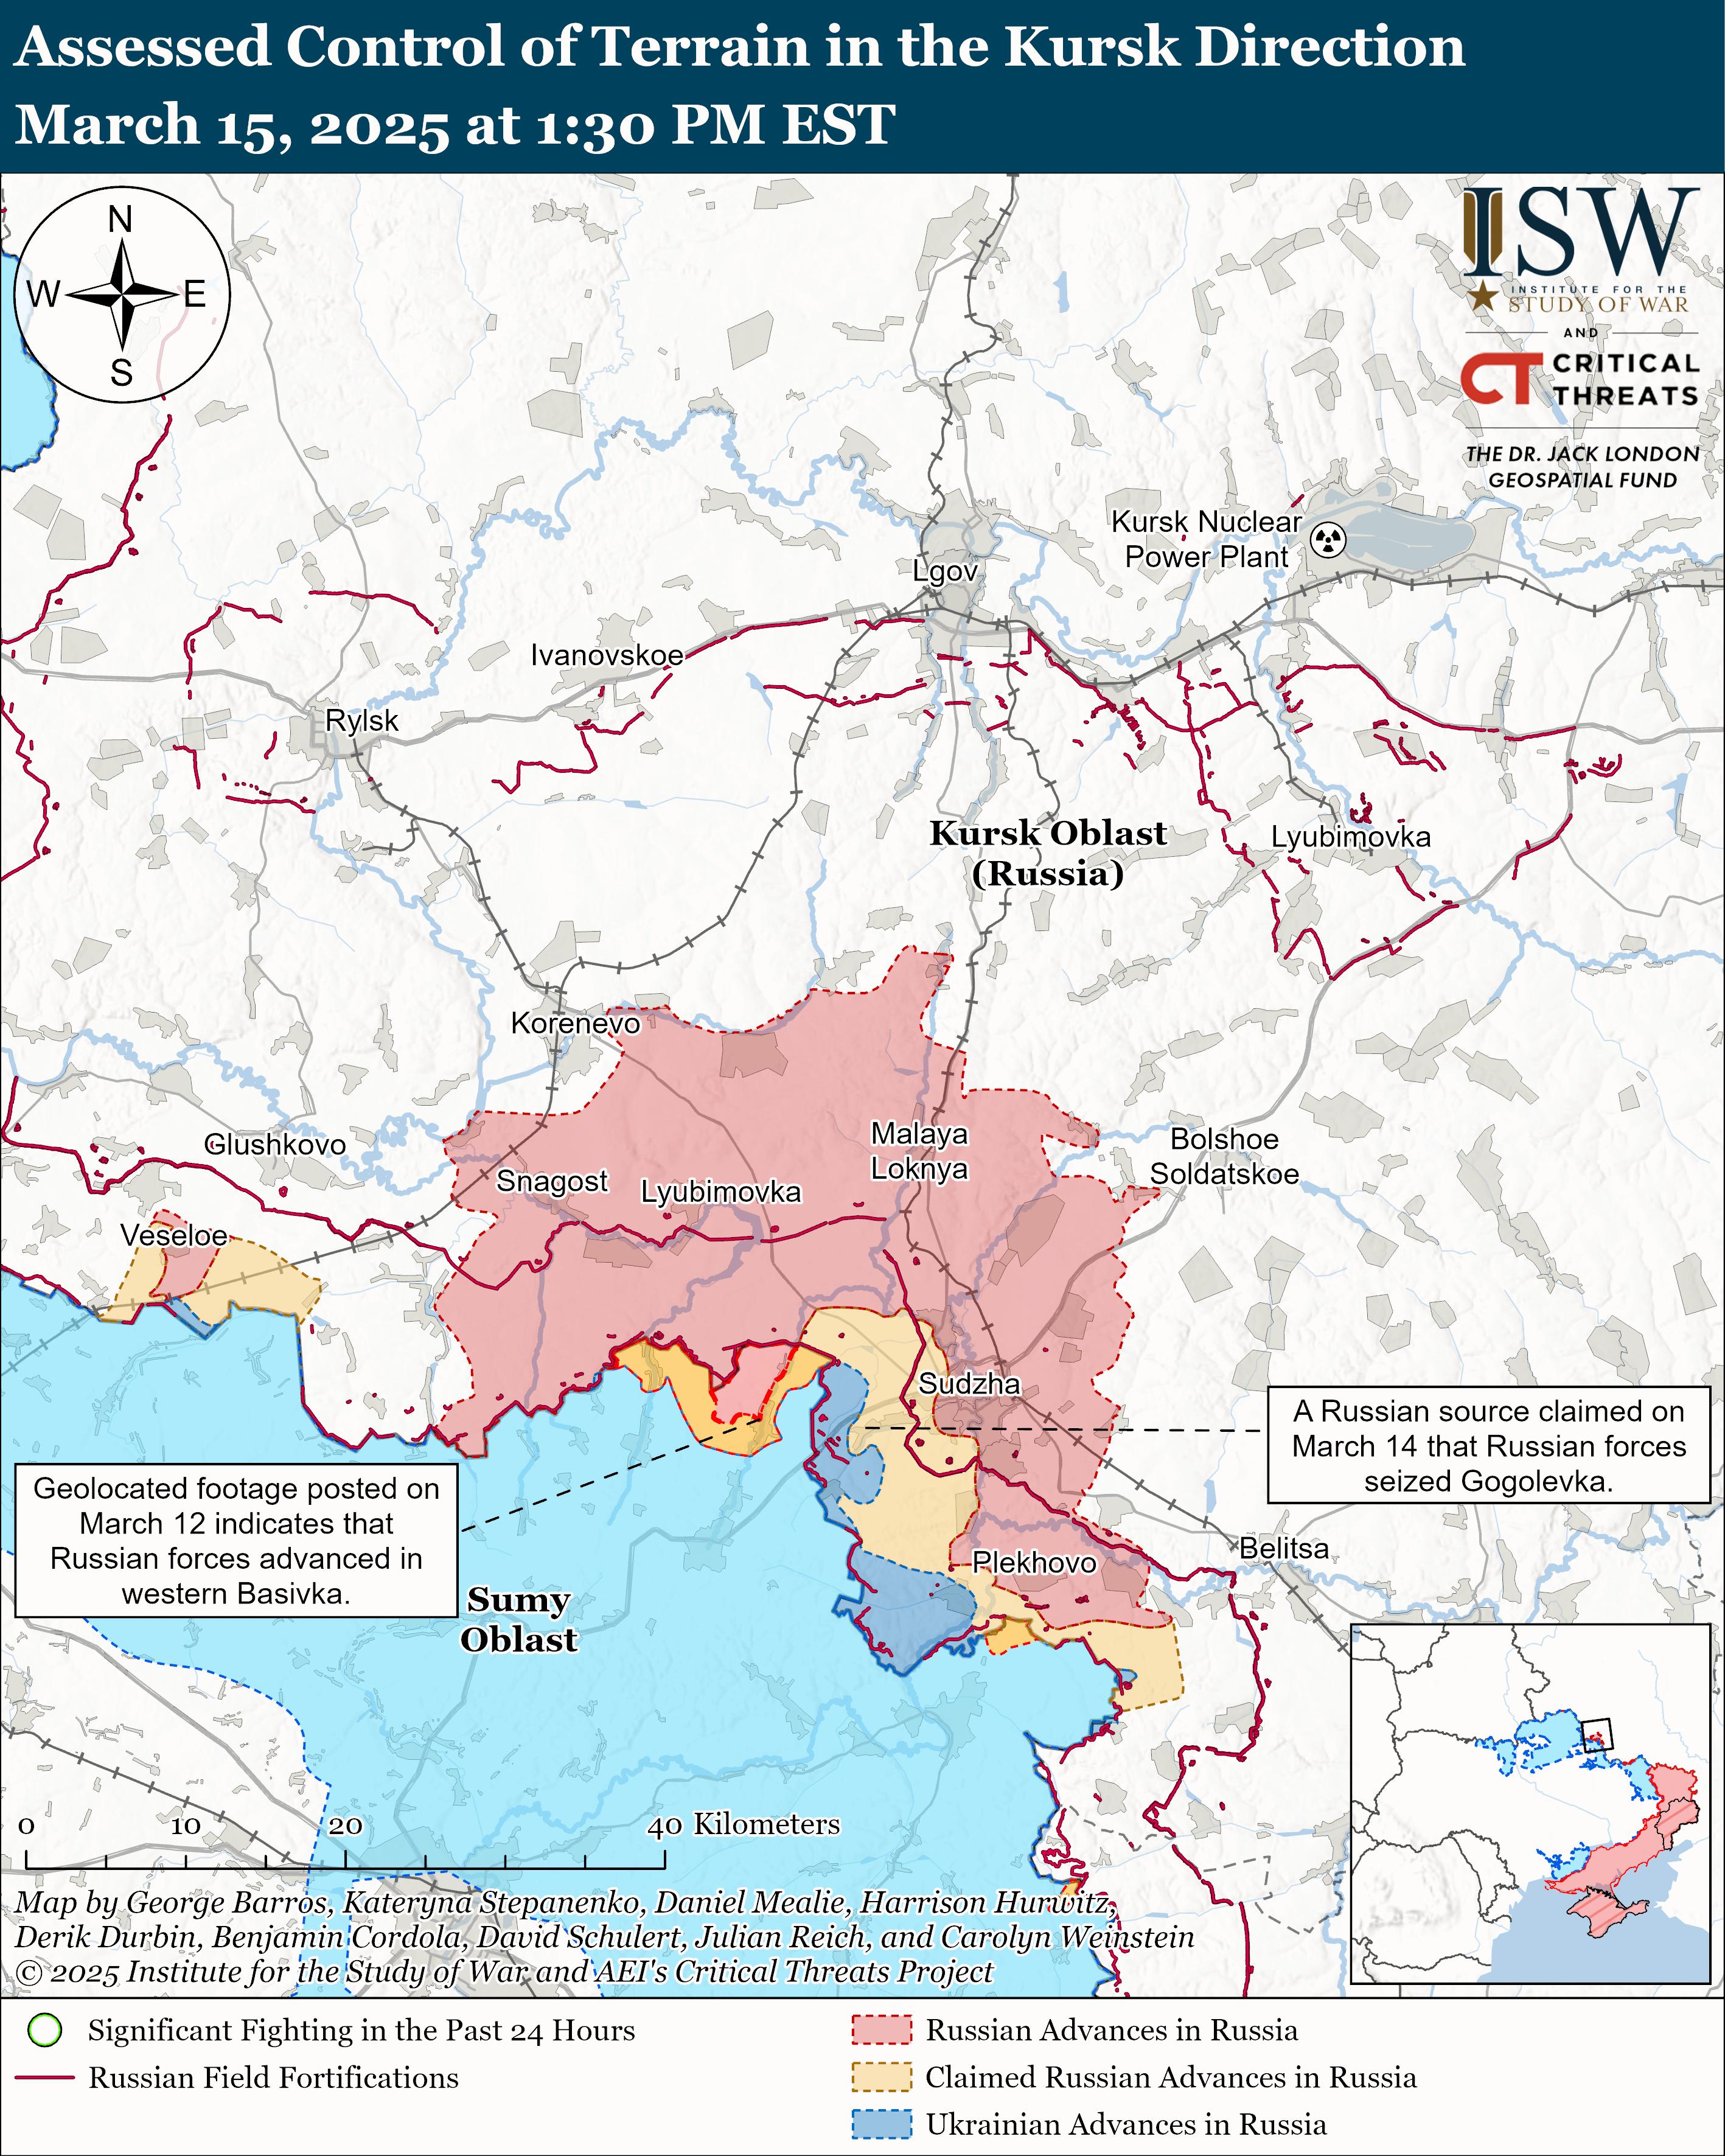 Assessed Control of Terrain in the Kursk Direction
March 15, 2025 at 1:30 PM EST
N
W
E
S
ISW
INSTITUTE FOR THE
STUDY OF WAR
AND
CT CRITICAL
THREATS
THE DR. JACK LONDON
GEOSPATIAL FUND
Kursk Nuclear
Power Plant
Lgov
Ivanovskoe
Rylsk
Kursk Oblast
(Russia)
Lyubimovka
Korenevo
Glushkovo
Malaya
Loknya
Bolshoe
Soldatskoe
Snagost
Lyubimovka
Veseloe
Sudzha
A Russian source claimed on
March 14 that Russian forces
seized Gogolevka.
Geolocated footage posted on
March 12 indicates that
Russian forces advanced in
western Basivka.
Plekhovo
Belitsa
Sumy
Oblast
0 10 20 40 Kilometers
Map by George Barros, Kateryna Stepanenko, Daniel Mealie, Harrison Hurwitz,
Derik Durbin, Benjamin Cordola, David Schulert, Julian Reich, and Carolyn Weinstein
© 2025 Institute for the Study of War and AEI's Critical Threats Project
Significant Fighting in the Past 24 Hours
Russian Field Fortifications
Russian Advances in Russia
Claimed Russian Advances in Russia
Ukrainian Advances in Russia